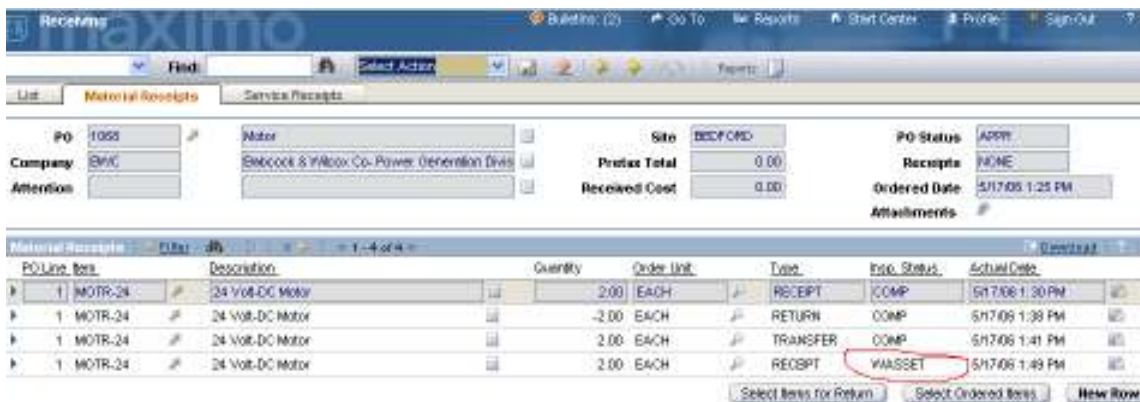 Receiving
maximo
Bulletins: (2) Go To Reports Start Center Profile Sign Out ?
Find: Select Action
List Material Receipts Service Receipts
PO 1068 Motor Site BEDFORD PO Status APPR
Company Babcock & Wilcox Co- Power Generation Divis Pretax Total 0.00 Receipts NONE
Attention Received Cost 0.00 Ordered Date 5/17/06 1:25 PM
Attachments
Material Receipts Filter 1 - 4 of 4 Download
PO Line Item Description Quantity Order Unit Type Insp. Status Actual Date
1 MOTR-24 24 Volt-DC Motor 2.00 EACH RECEIPT COMP 5/17/06 1:30 PM
1 MOTR-24 24 Volt-DC Motor -2.00 EACH RETURN COMP 5/17/06 1:38 PM
1 MOTR-24 24 Volt-DC Motor 2.00 EACH TRANSFER COMP 5/17/06 1:41 PM
1 MOTR-24 24 Volt-DC Motor 2.00 EACH RECEIPT WASSET 5/17/06 1:49 PM
Select Items for Return Select Ordered Items New Row